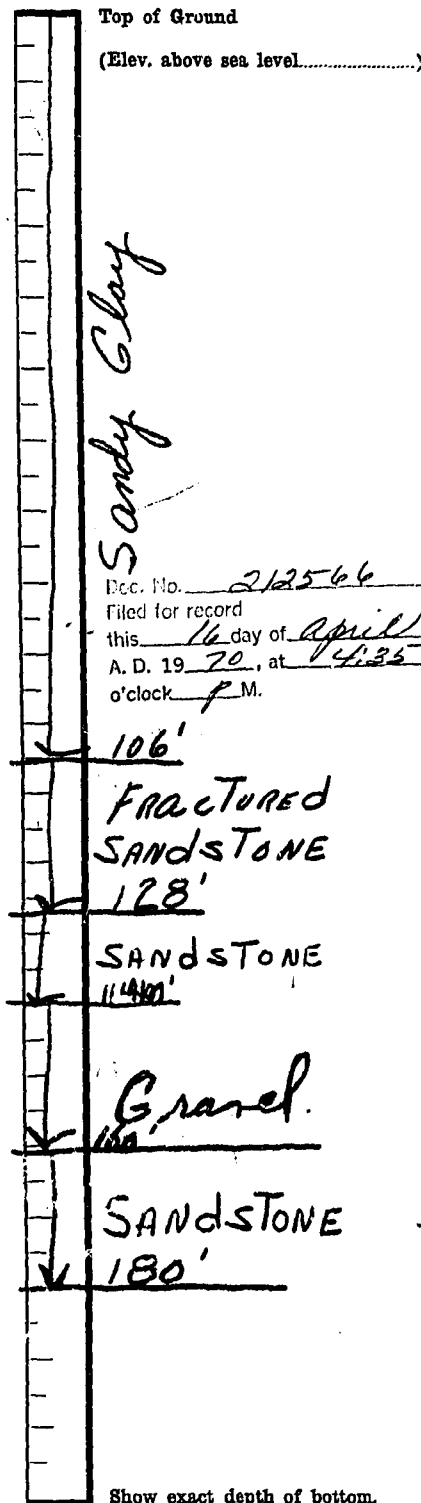 Top of Ground
(Elev. above sea level....................)
Sandy Clay
Doc. No. 212566
Filed for record
this 16 day of April
A. D. 19 70, at 4:35
o'clock P M.
106'
FRACTURED
SANDSTONE
128'
SANDSTONE
Gravel.
SANDSTONE
180'
Show exact depth of bottom.